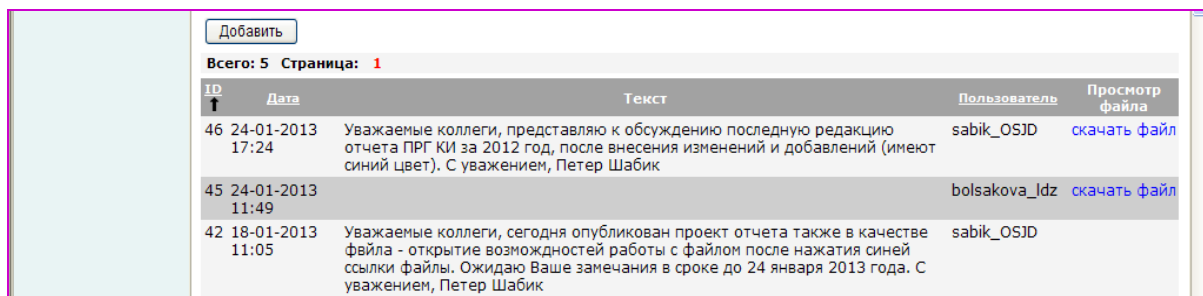 Добавить
Всего: 5 Страница: 1
ID Дата Текст Пользователь Просмотр файла
46 24-01-2013 Уважаемые коллеги, представляю к обсуждению последную редакцию sabik_OSJD скачать файл
17:24 отчета ПРГ КИ за 2012 год, после внесения изменений и добавлений (имеют
синий цвет). С уважением, Петер Шабик
45 24-01-2013 bolsakova_ldz скачать файл
11:49
42 18-01-2013 Уважаемые коллеги, сегодня опубликован проект отчета также в качестве sabik_OSJD
11:05 фвйла - открытие возмождностей работы с файлом после нажатия синей
ссылки файлы. Ожидаю Ваше замечания в сроке до 24 января 2013 года. С
уважением, Петер Шабик